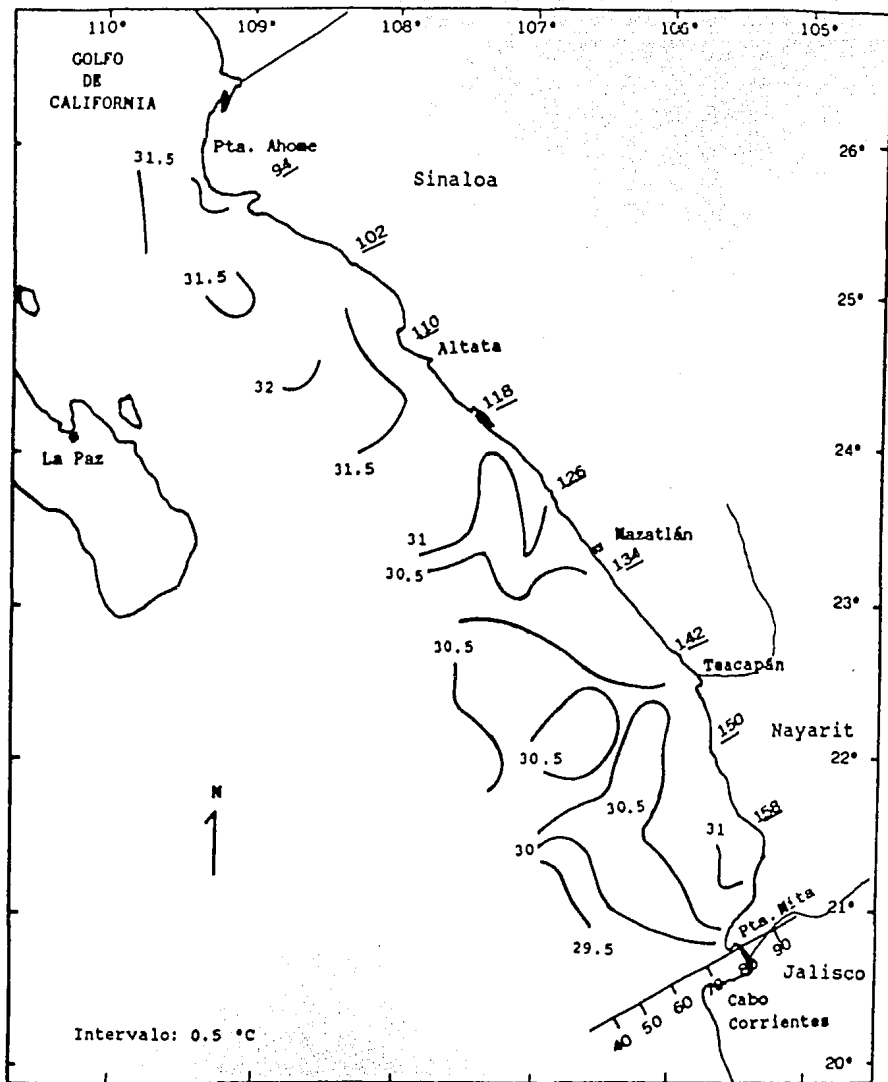 110°
109°
108°
107°
106°
105°
GOLFO
DE
CALIFORNIA
31.5
Pta. Ahome
94
26°
Sinaloa
102
31.5
25°
110
Altata
32
118
24°
La Paz
31.5
126
31
Mazatlán
30.5
134
23°
142
30.5
Teacapán
150
Nayarit
22°
30.5
N
30.5
158
31
30
21°
Pta. Mita
29.5
90
80
70
60
50
40
Jalisco
Cabo
Corrientes
Intervalo: 0.5 °C
20°